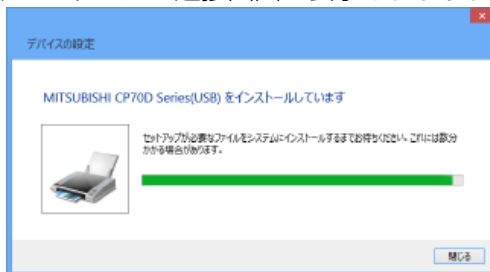 デバイスの設定
MITSUBISHI CP70D Series(USB) をインストールしています
セットアップが必要なファイルをシステムにインストールするまでお待ちください。これには数分
かかる場合があります。
閉じる